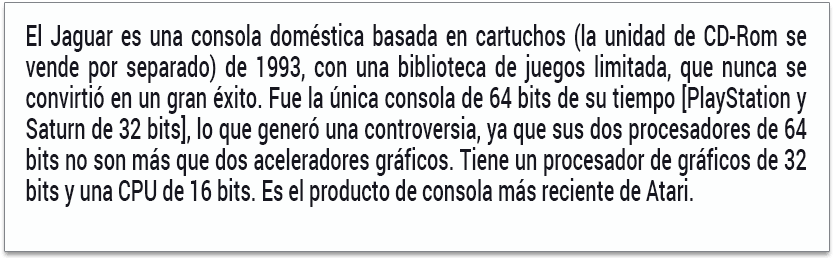 El Jaguar es una consola doméstica basada en cartuchos (la unidad de CD-Rom se
vende por separado) de 1993, con una biblioteca de juegos limitada, que nunca se
convirtió en un gran éxito. Fue la única consola de 64 bits de su tiempo [PlayStation y
Saturn de 32 bits], lo que generó una controversia, ya que sus dos procesadores de 64
bits no son más que dos aceleradores gráficos. Tiene un procesador de gráficos de 32
bits y una CPU de 16 bits. Es el producto de consola más reciente de Atari.